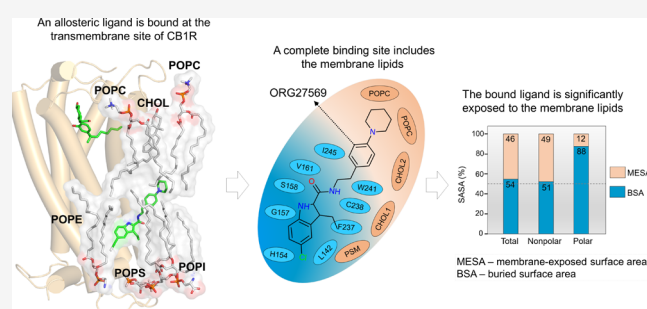 An allosteric ligand is bound at the
transmembrane site of CB1R
POPC
POPC
CHOL
POPE
POPS
POPI
A complete binding site includes
the membrane lipids
ORG27569
POPC
POPC
CHOL2
CHOL1
PSM
I245
V161
S158
W241
C238
G157
F237
H154
L142
N
O
NH
NH
Cl
The bound ligand is significantly
exposed to the membrane lipids
SASA (%)
100
80
60
40
20
0
46
49
12
54
51
88
Total
Nonpolar
Polar
MESA
BSA
MESA – membrane-exposed surface area
BSA – buried surface area